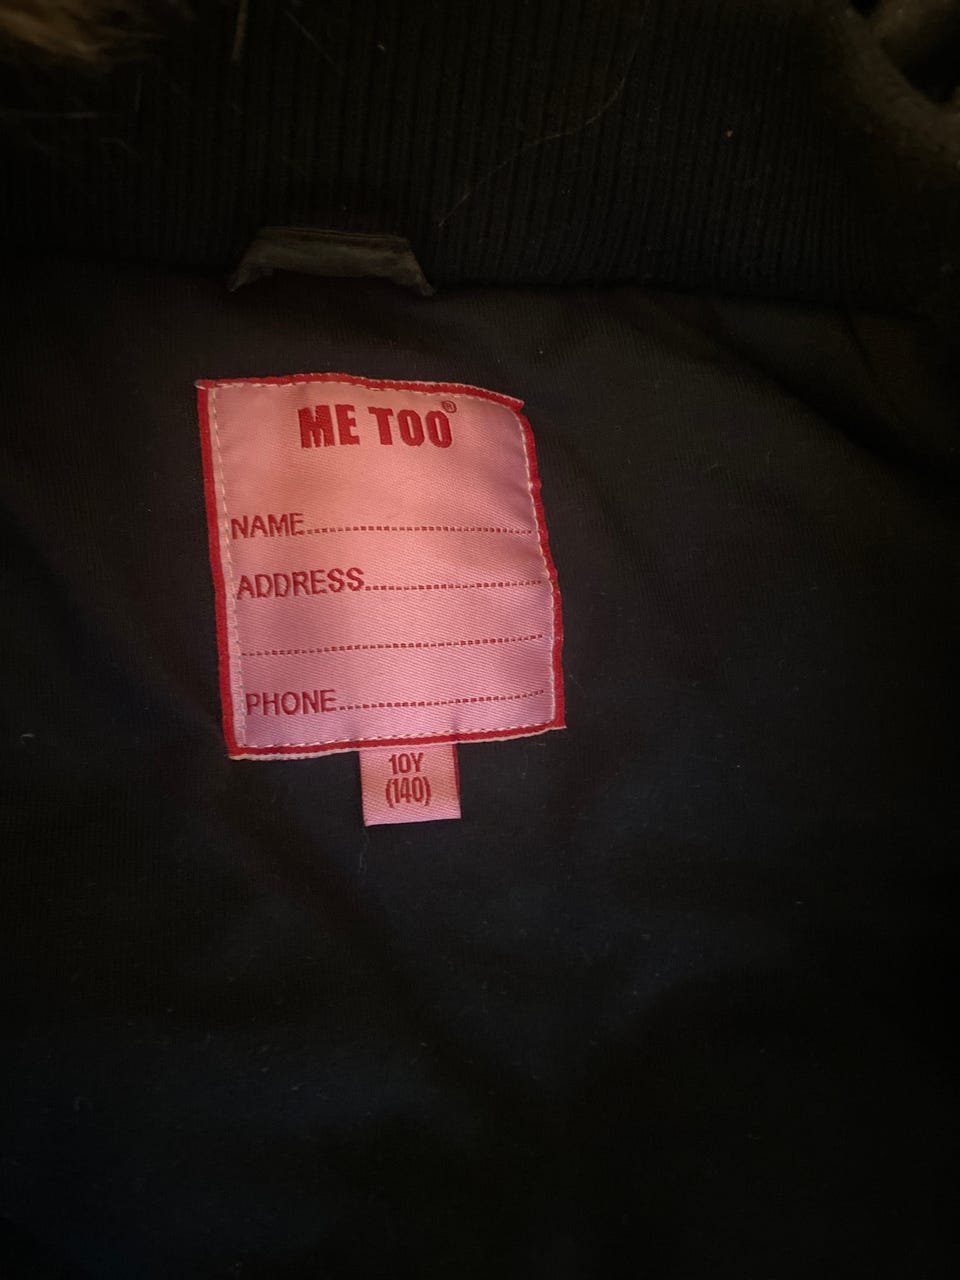 ME TOO®
NAME
ADDRESS
PHONE
10Y
(140)